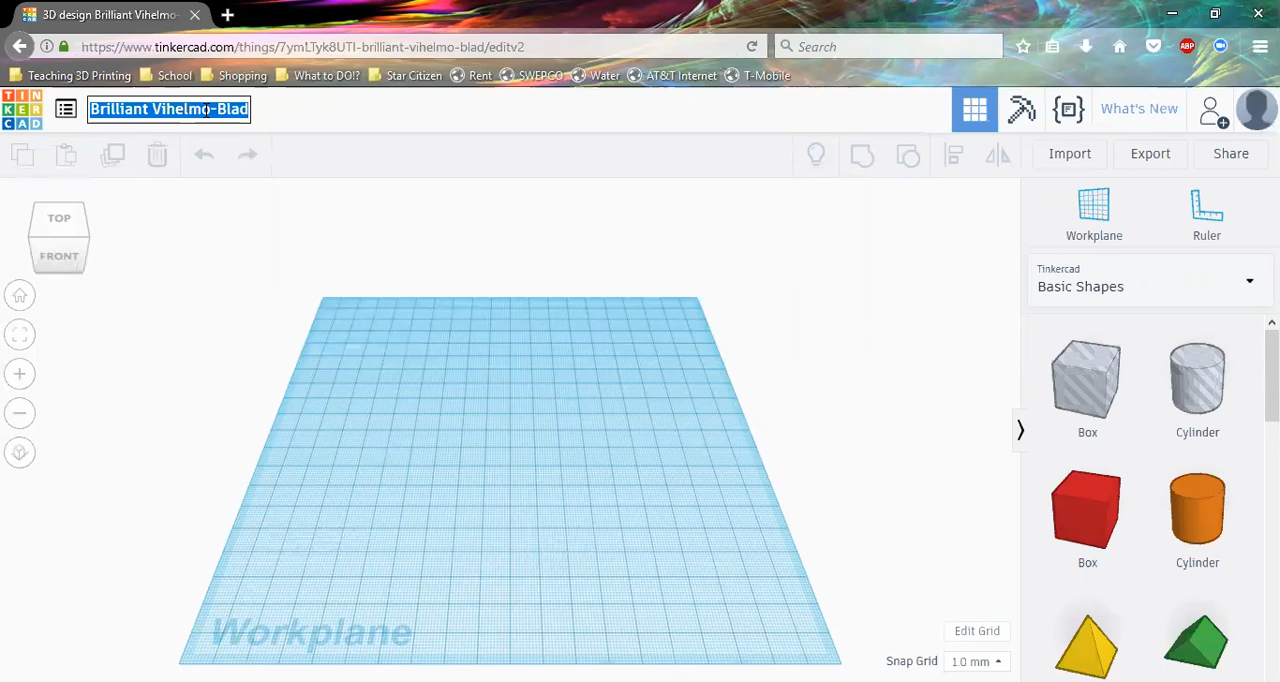 3D design Brilliant Vihelmo-
https://www.tinkercad.com/things/7ymLTyk8UTI-brilliant-vihelmo-blad/editv2
Search
ABP
Teaching 3D Printing
School
Shopping
What to DO!?
Star Citizen
Rent
SWEPCO
Water
AT&T Internet
T-Mobile
TIN
KER
CAD
Brilliant Vihelmo-Blad
What's New
Import
Export
Share
TOP
FRONT
Workplane
Ruler
Tinkercad
Basic Shapes
Box
Cylinder
Box
Cylinder
Workplane
Edit Grid
Snap Grid
1.0 mm